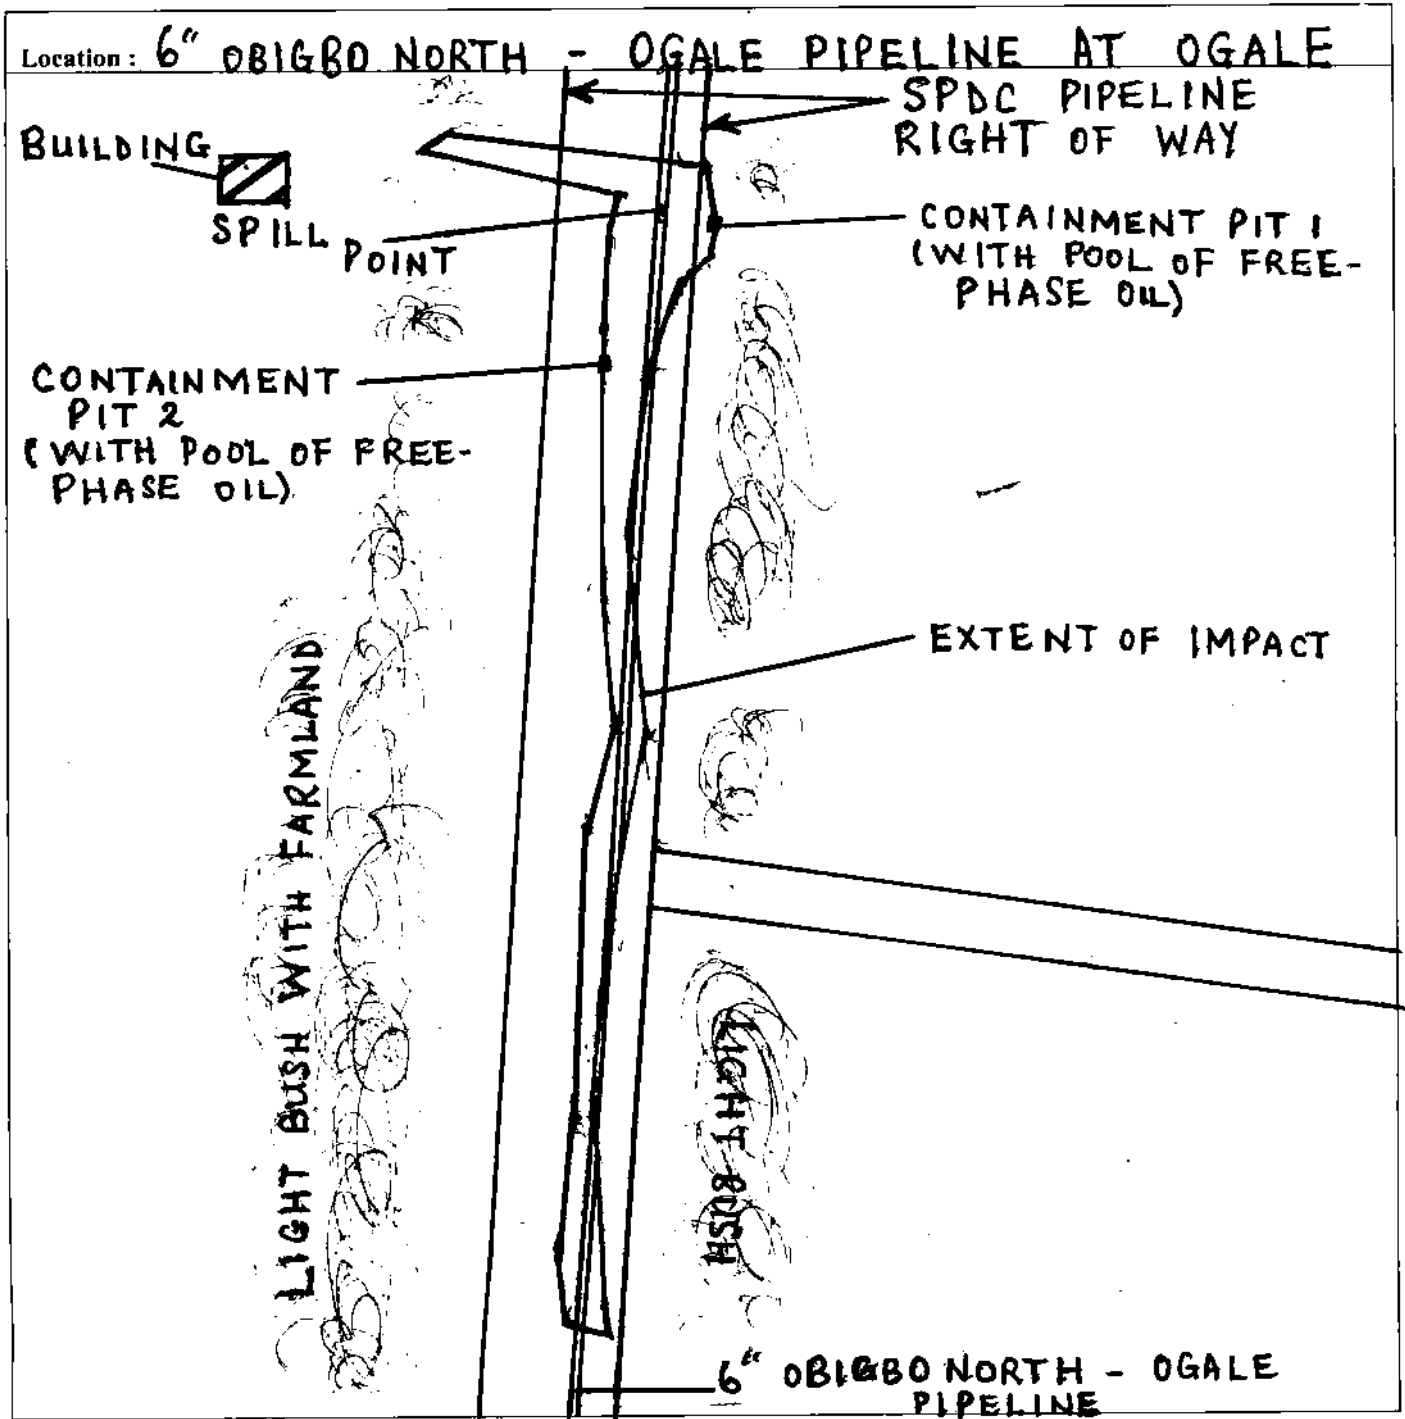 Location : 6" OBIGBO NORTH - OGALE PIPELINE AT OGALE
SPDC PIPELINE
RIGHT OF WAY
BUILDING
SPILL POINT
CONTAINMENT PIT 1
(WITH POOL OF FREE-
PHASE OIL)
CONTAINMENT
PIT 2
(WITH POOL OF FREE-
PHASE OIL)
EXTENT OF IMPACT
LIGHT BUSH WITH FARMLAND
LIGHT BUSH
6" OBIGBO NORTH - OGALE
PIPELINE